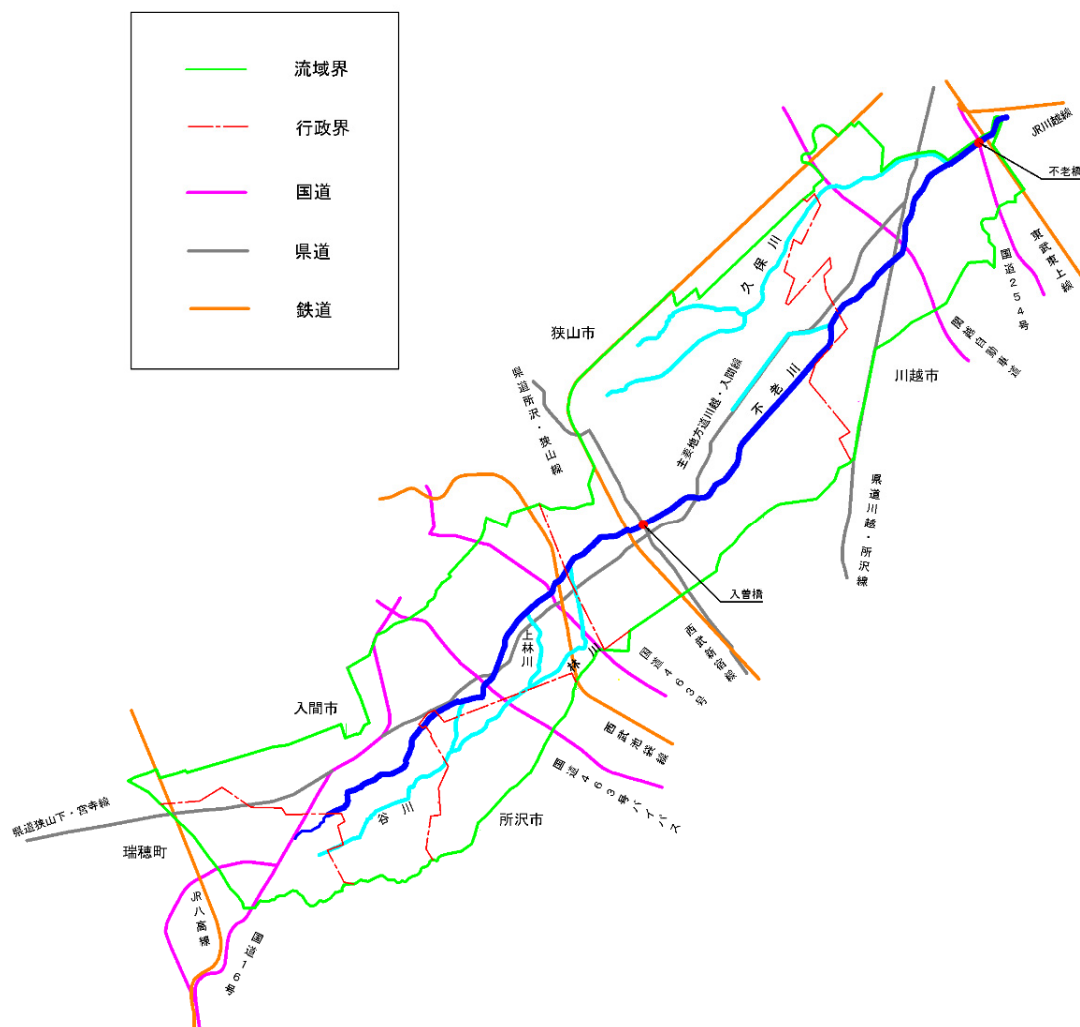 流域界
行政界
国道
県道
鉄道
JR川越線
不老橋
東武東上線
国道254号
関越自動車道
久保川
狭山市
川越市
不老川
主要地方道川越・入間線
県道所沢・狭山線
県道川越・所沢線
入曽橋
西武新宿線
国道463号
上林川
林川
入間市
西武池袋線
国道463号バイパス
県道狭山下・宮寺線
谷川
所沢市
瑞穂町
JR八高線
国道16号